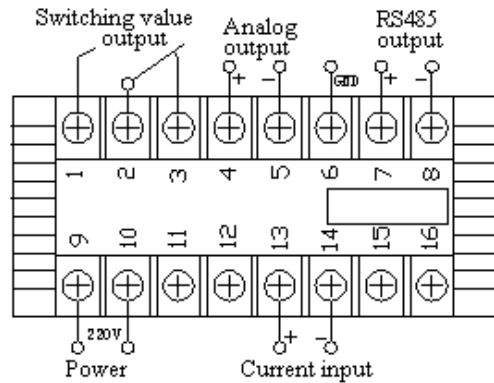 Switching value
output
Analog
output
RS485
output
+ − GND + −
1 2 3 4 5 6 7 8
9 10 11 12 13 14 15 16
220V + −
Power
Current input